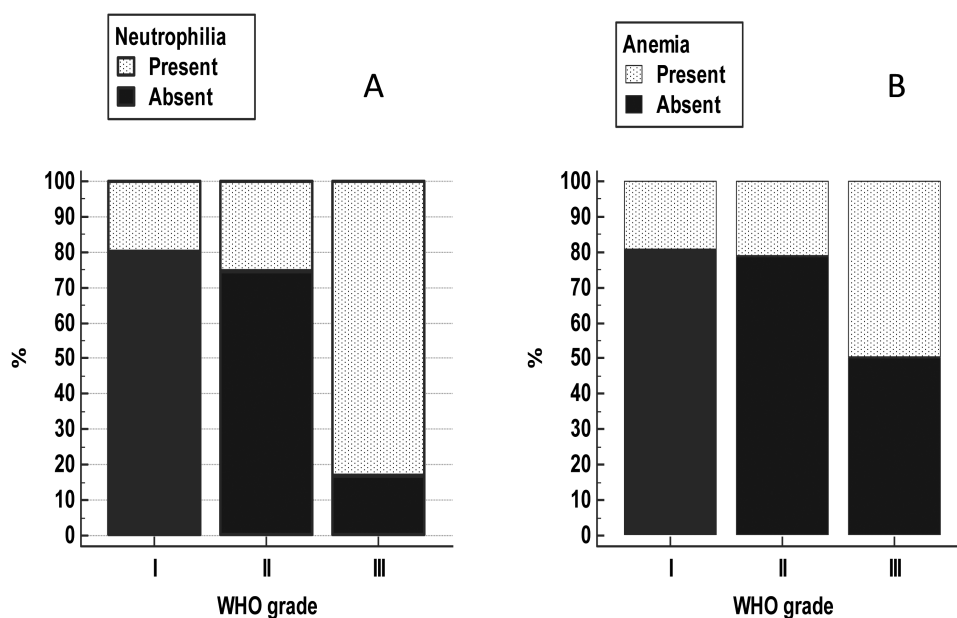 Neutrophilia
Present
Absent
A
100
90
80
70
60
50
40
30
20
10
0
%
I II III
WHO grade
Anemia
Present
Absent
B
100
90
80
70
60
50
40
30
20
10
0
%
I II III
WHO grade